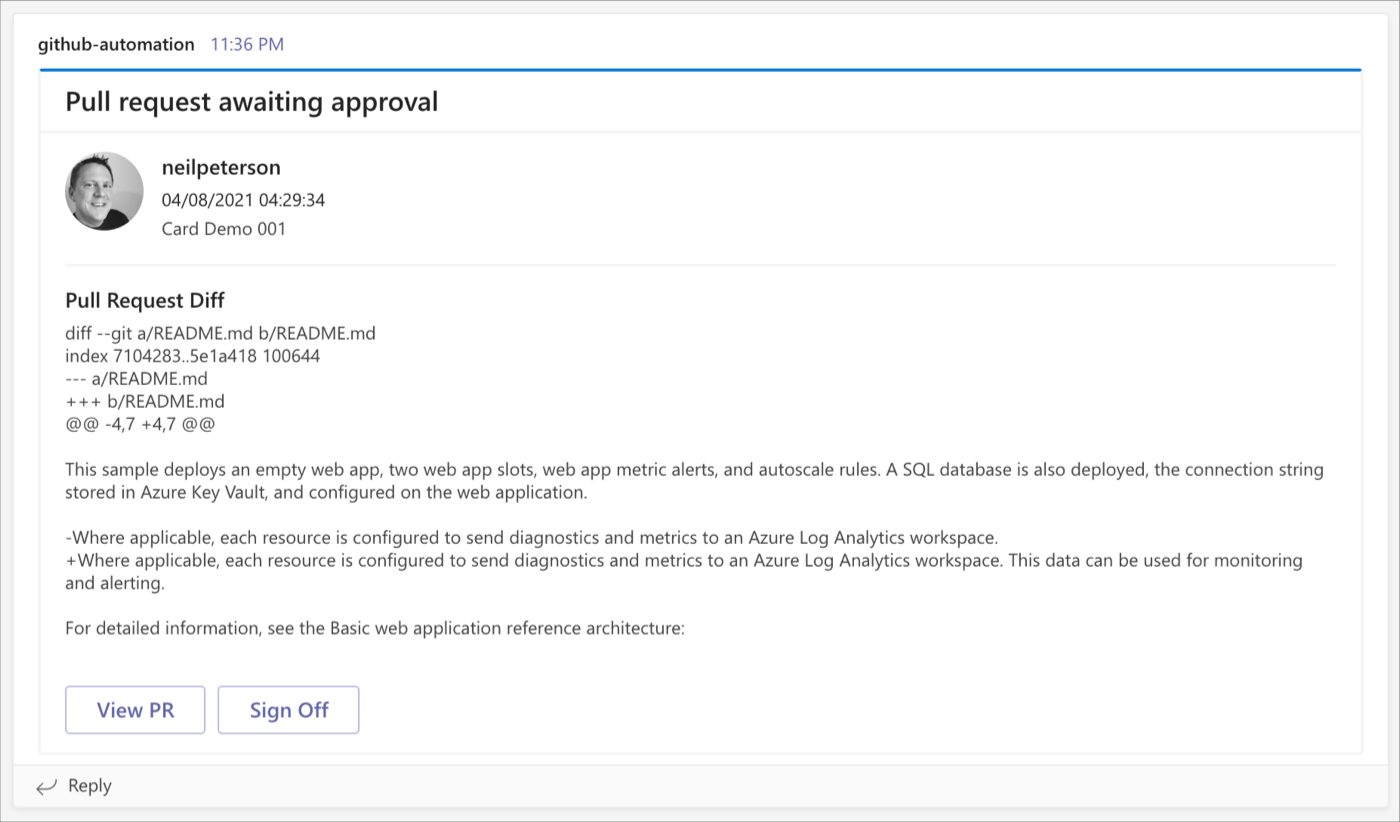 github-automation 11:36 PM
Pull request awaiting approval
neilpeterson
04/08/2021 04:29:34
Card Demo 001
Pull Request Diff
diff --git a/README.md b/README.md
index 7104283..5e1a418 100644
--- a/README.md
+++ b/README.md
@@ -4,7 +4,7 @@
This sample deploys an empty web app, two web app slots, web app metric alerts, and autoscale rules. A SQL database is also deployed, the connection string
stored in Azure Key Vault, and configured on the web application.
-Where applicable, each resource is configured to send diagnostics and metrics to an Azure Log Analytics workspace.
+Where applicable, each resource is configured to send diagnostics and metrics to an Azure Log Analytics workspace. This data can be used for monitoring
and alerting.
For detailed information, see the Basic web application reference architecture:
View PR Sign Off
Reply